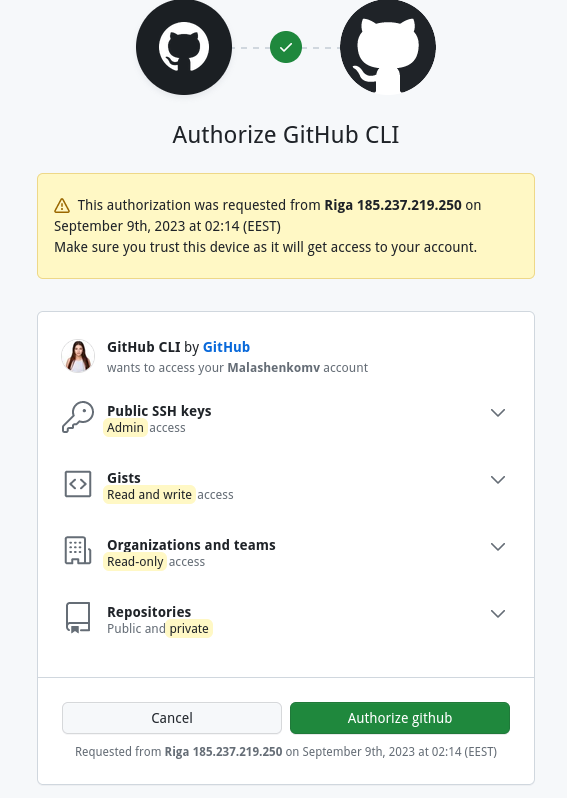 Authorize GitHub CLI
This authorization was requested from Riga 185.237.219.250 on
September 9th, 2023 at 02:14 (EEST)
Make sure you trust this device as it will get access to your account.
GitHub CLI by GitHub
wants to access your Malashenkomv account
Public SSH keys
Admin access
Gists
Read and write access
Organizations and teams
Read-only access
Repositories
Public and private
Cancel
Authorize github
Requested from Riga 185.237.219.250 on September 9th, 2023 at 02:14 (EEST)